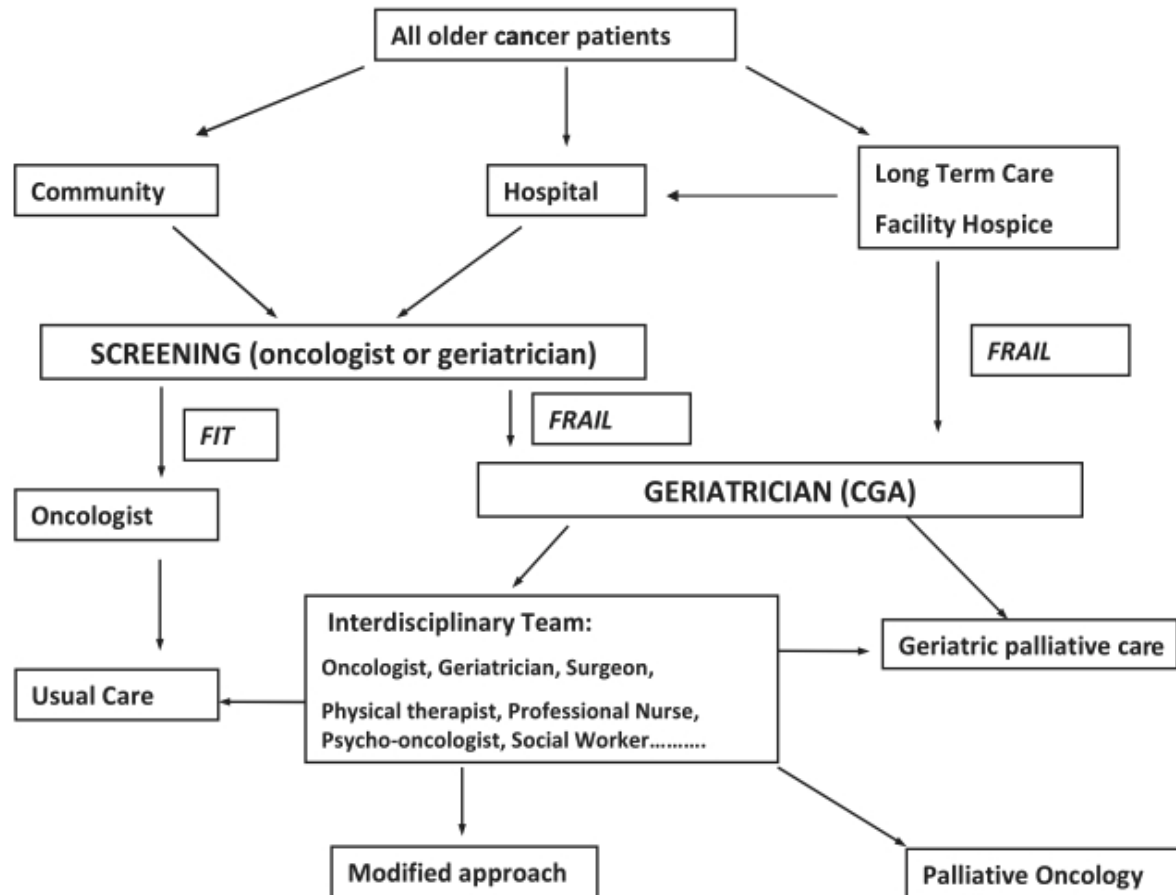 All older cancer patients
Community
Hospital
Long Term Care
Facility Hospice
SCREENING (oncologist or geriatrician)
FRAIL
FIT
FRAIL
GERIATRICIAN (CGA)
Oncologist
Interdisciplinary Team:
Oncologist, Geriatrician, Surgeon,
Physical therapist, Professional Nurse,
Psycho-oncologist, Social Worker……….
Geriatric palliative care
Usual Care
Modified approach
Palliative Oncology